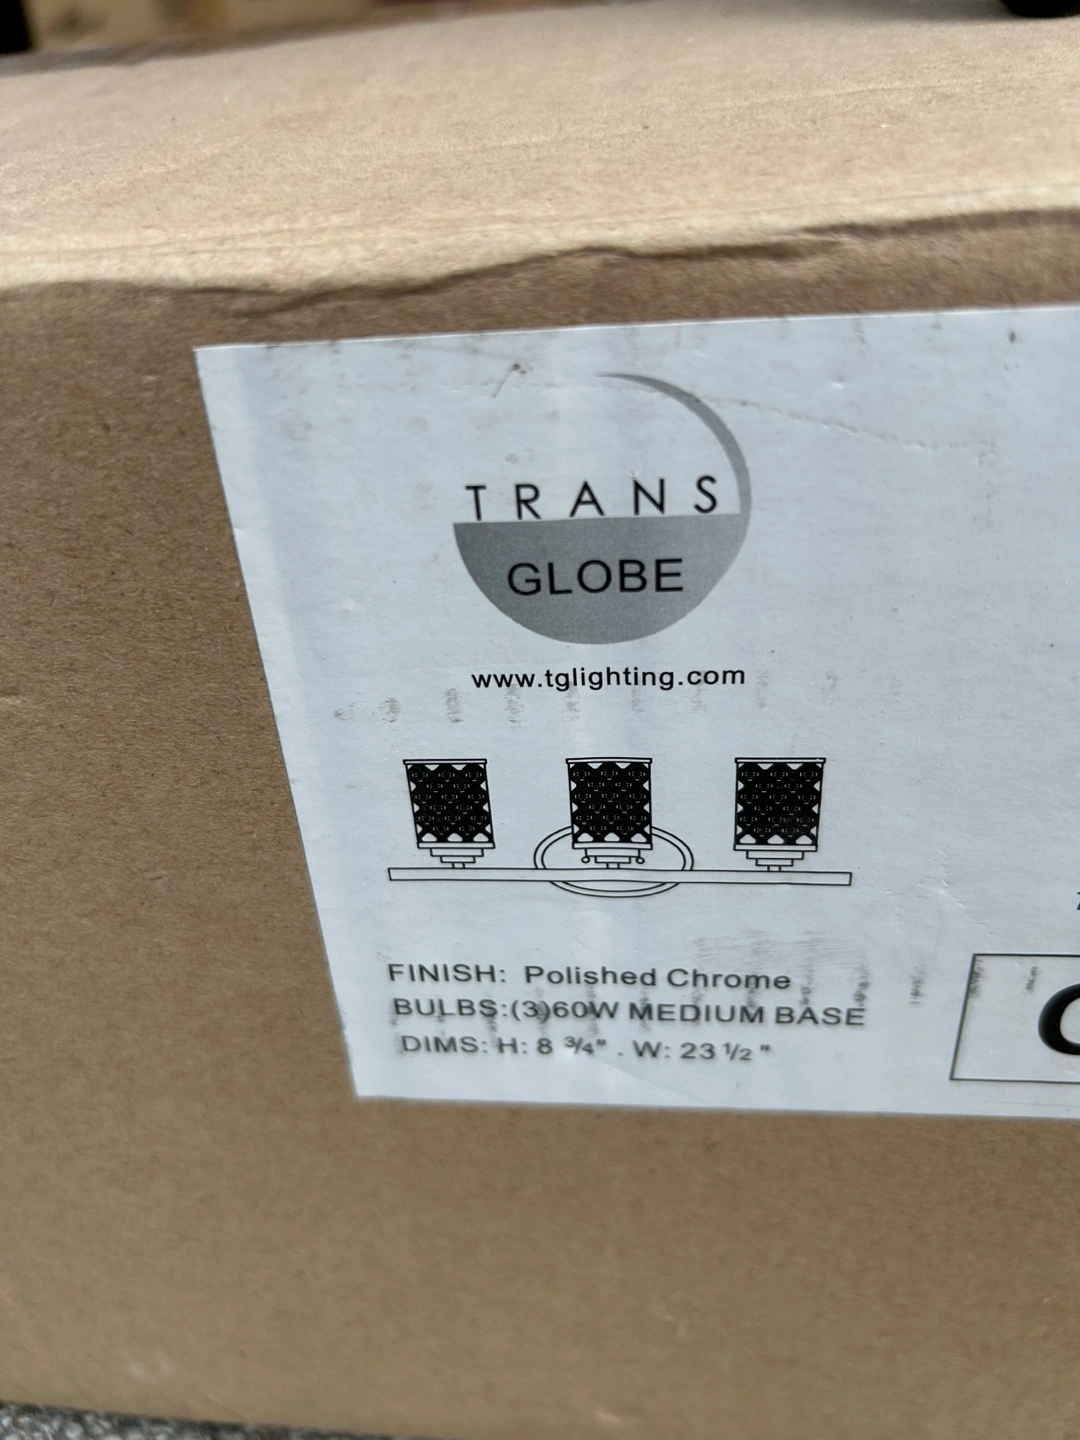 TRANS
GLOBE
www.tglighting.com
FINISH: Polished Chrome
BULBS:(3)60W MEDIUM BASE
DIMS: H: 8 3/4" . W: 23 1/2 "